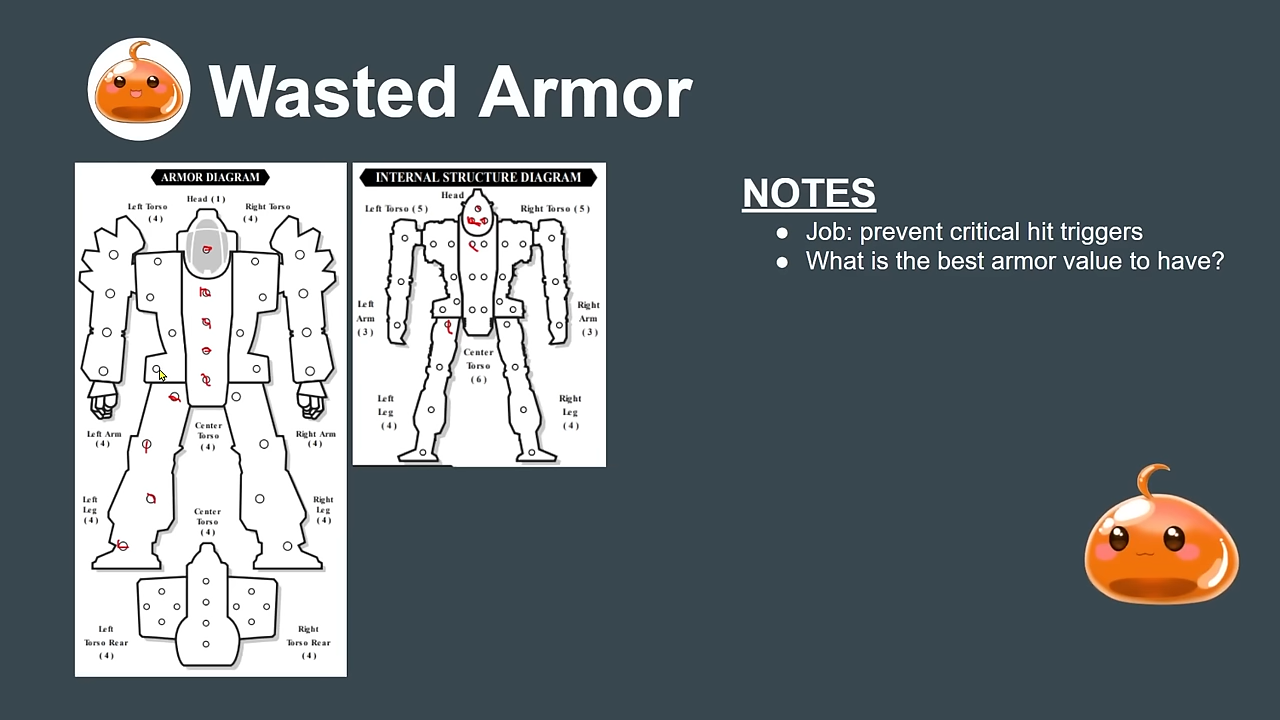 Wasted Armor
ARMOR DIAGRAM
Head ( 1 )
Left Torso
( 4 )
Right Torso
( 4 )
Left Arm
( 4 )
Center
Torso
( 4 )
Right Arm
( 4 )
Left
Leg
( 4 )
Right
Leg
( 4 )
Center
Torso
( 4 )
Left
Torso Rear
( 4 )
Right
Torso Rear
( 4 )
INTERNAL STRUCTURE DIAGRAM
Head
Left Torso ( 5 )
Right Torso ( 5 )
Left
Arm
( 3 )
Right
Arm
( 3 )
Center
Torso
( 6 )
Left
Leg
( 4 )
Right
Leg
( 4 )
NOTES
● Job: prevent critical hit triggers
● What is the best armor value to have?